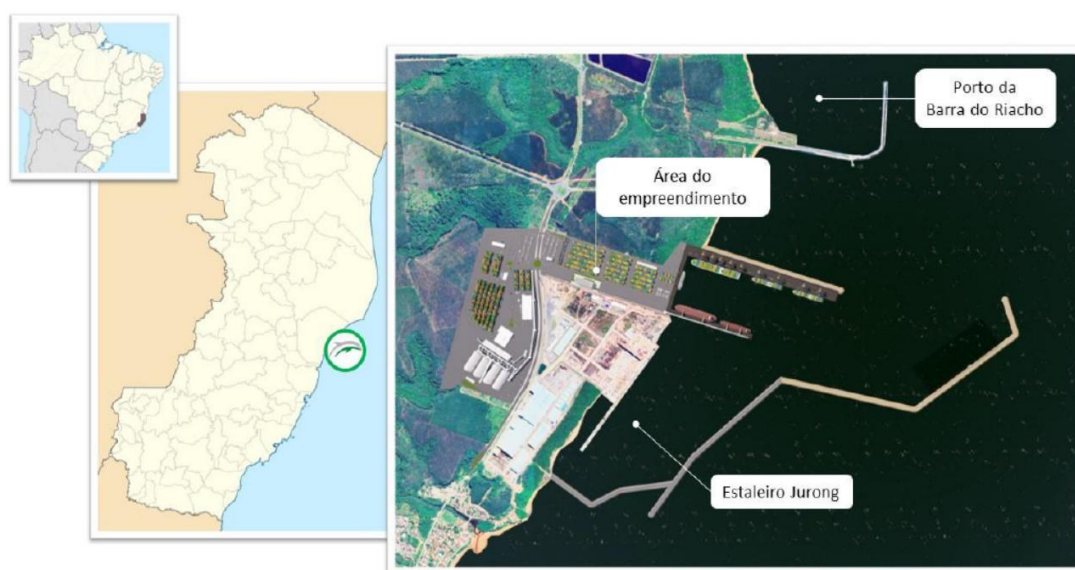 Porto da
Barra do Riacho
Área do
empreendimento
Estaleiro Jurong